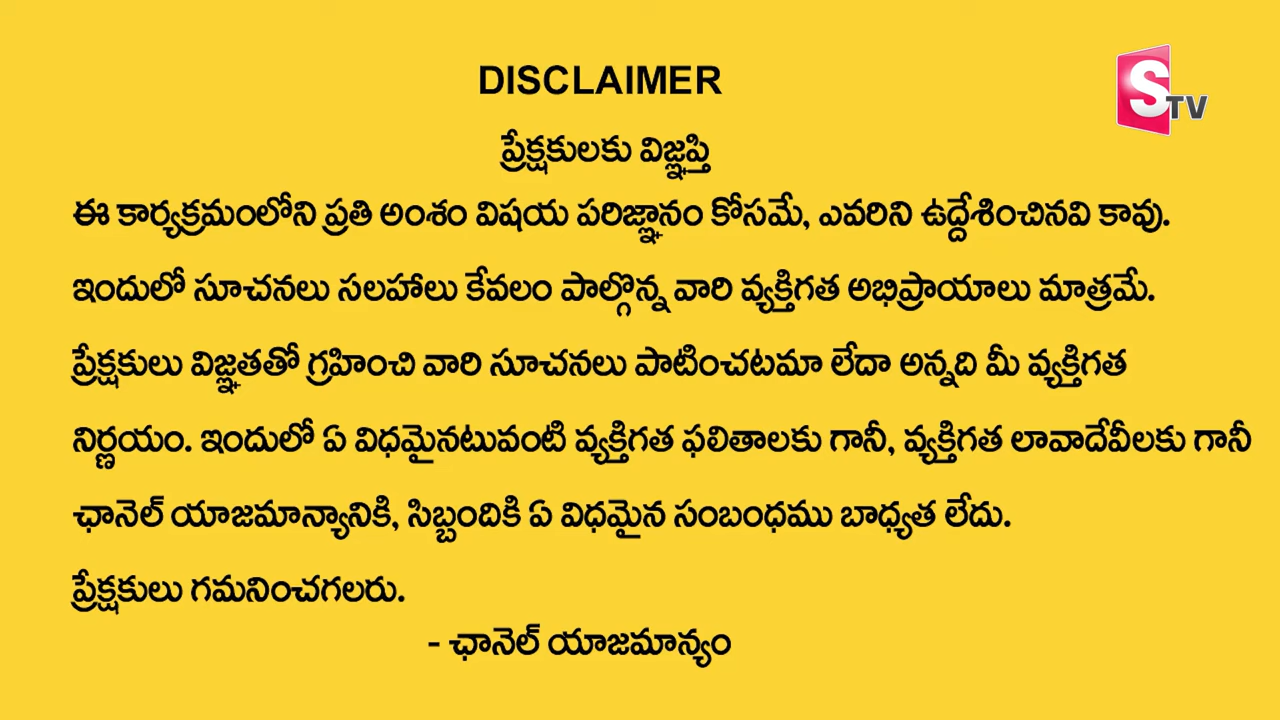 DISCLAIMER
STV
ప్రేక్షకులకు విజ్ఞప్తి
ఈ కార్యక్రమంలోని ప్రతి అంశం విషయ పరిజ్ఞానం కోసమే, ఎవరిని ఉద్దేశించినవి కావు.
ఇందులో సూచనలు సలహాలు కేవలం పాల్గొన్న వారి వ్యక్తిగత అభిప్రాయాలు మాత్రమే.
ప్రేక్షకులు విజ్ఞతతో గ్రహించి వారి సూచనలు పాటించటమా లేదా అన్నది మీ వ్యక్తిగత
నిర్ణయం. ఇందులో ఏ విధమైనటువంటి వ్యక్తిగత ఫలితాలకు గానీ, వ్యక్తిగత లావాదేవీలకు గానీ
ఛానెల్ యాజమాన్యానికి, సిబ్బందికి ఏ విధమైన సంబంధము బాధ్యత లేదు.
ప్రేక్షకులు గమనించగలరు.
- ఛానెల్ యాజమాన్యం